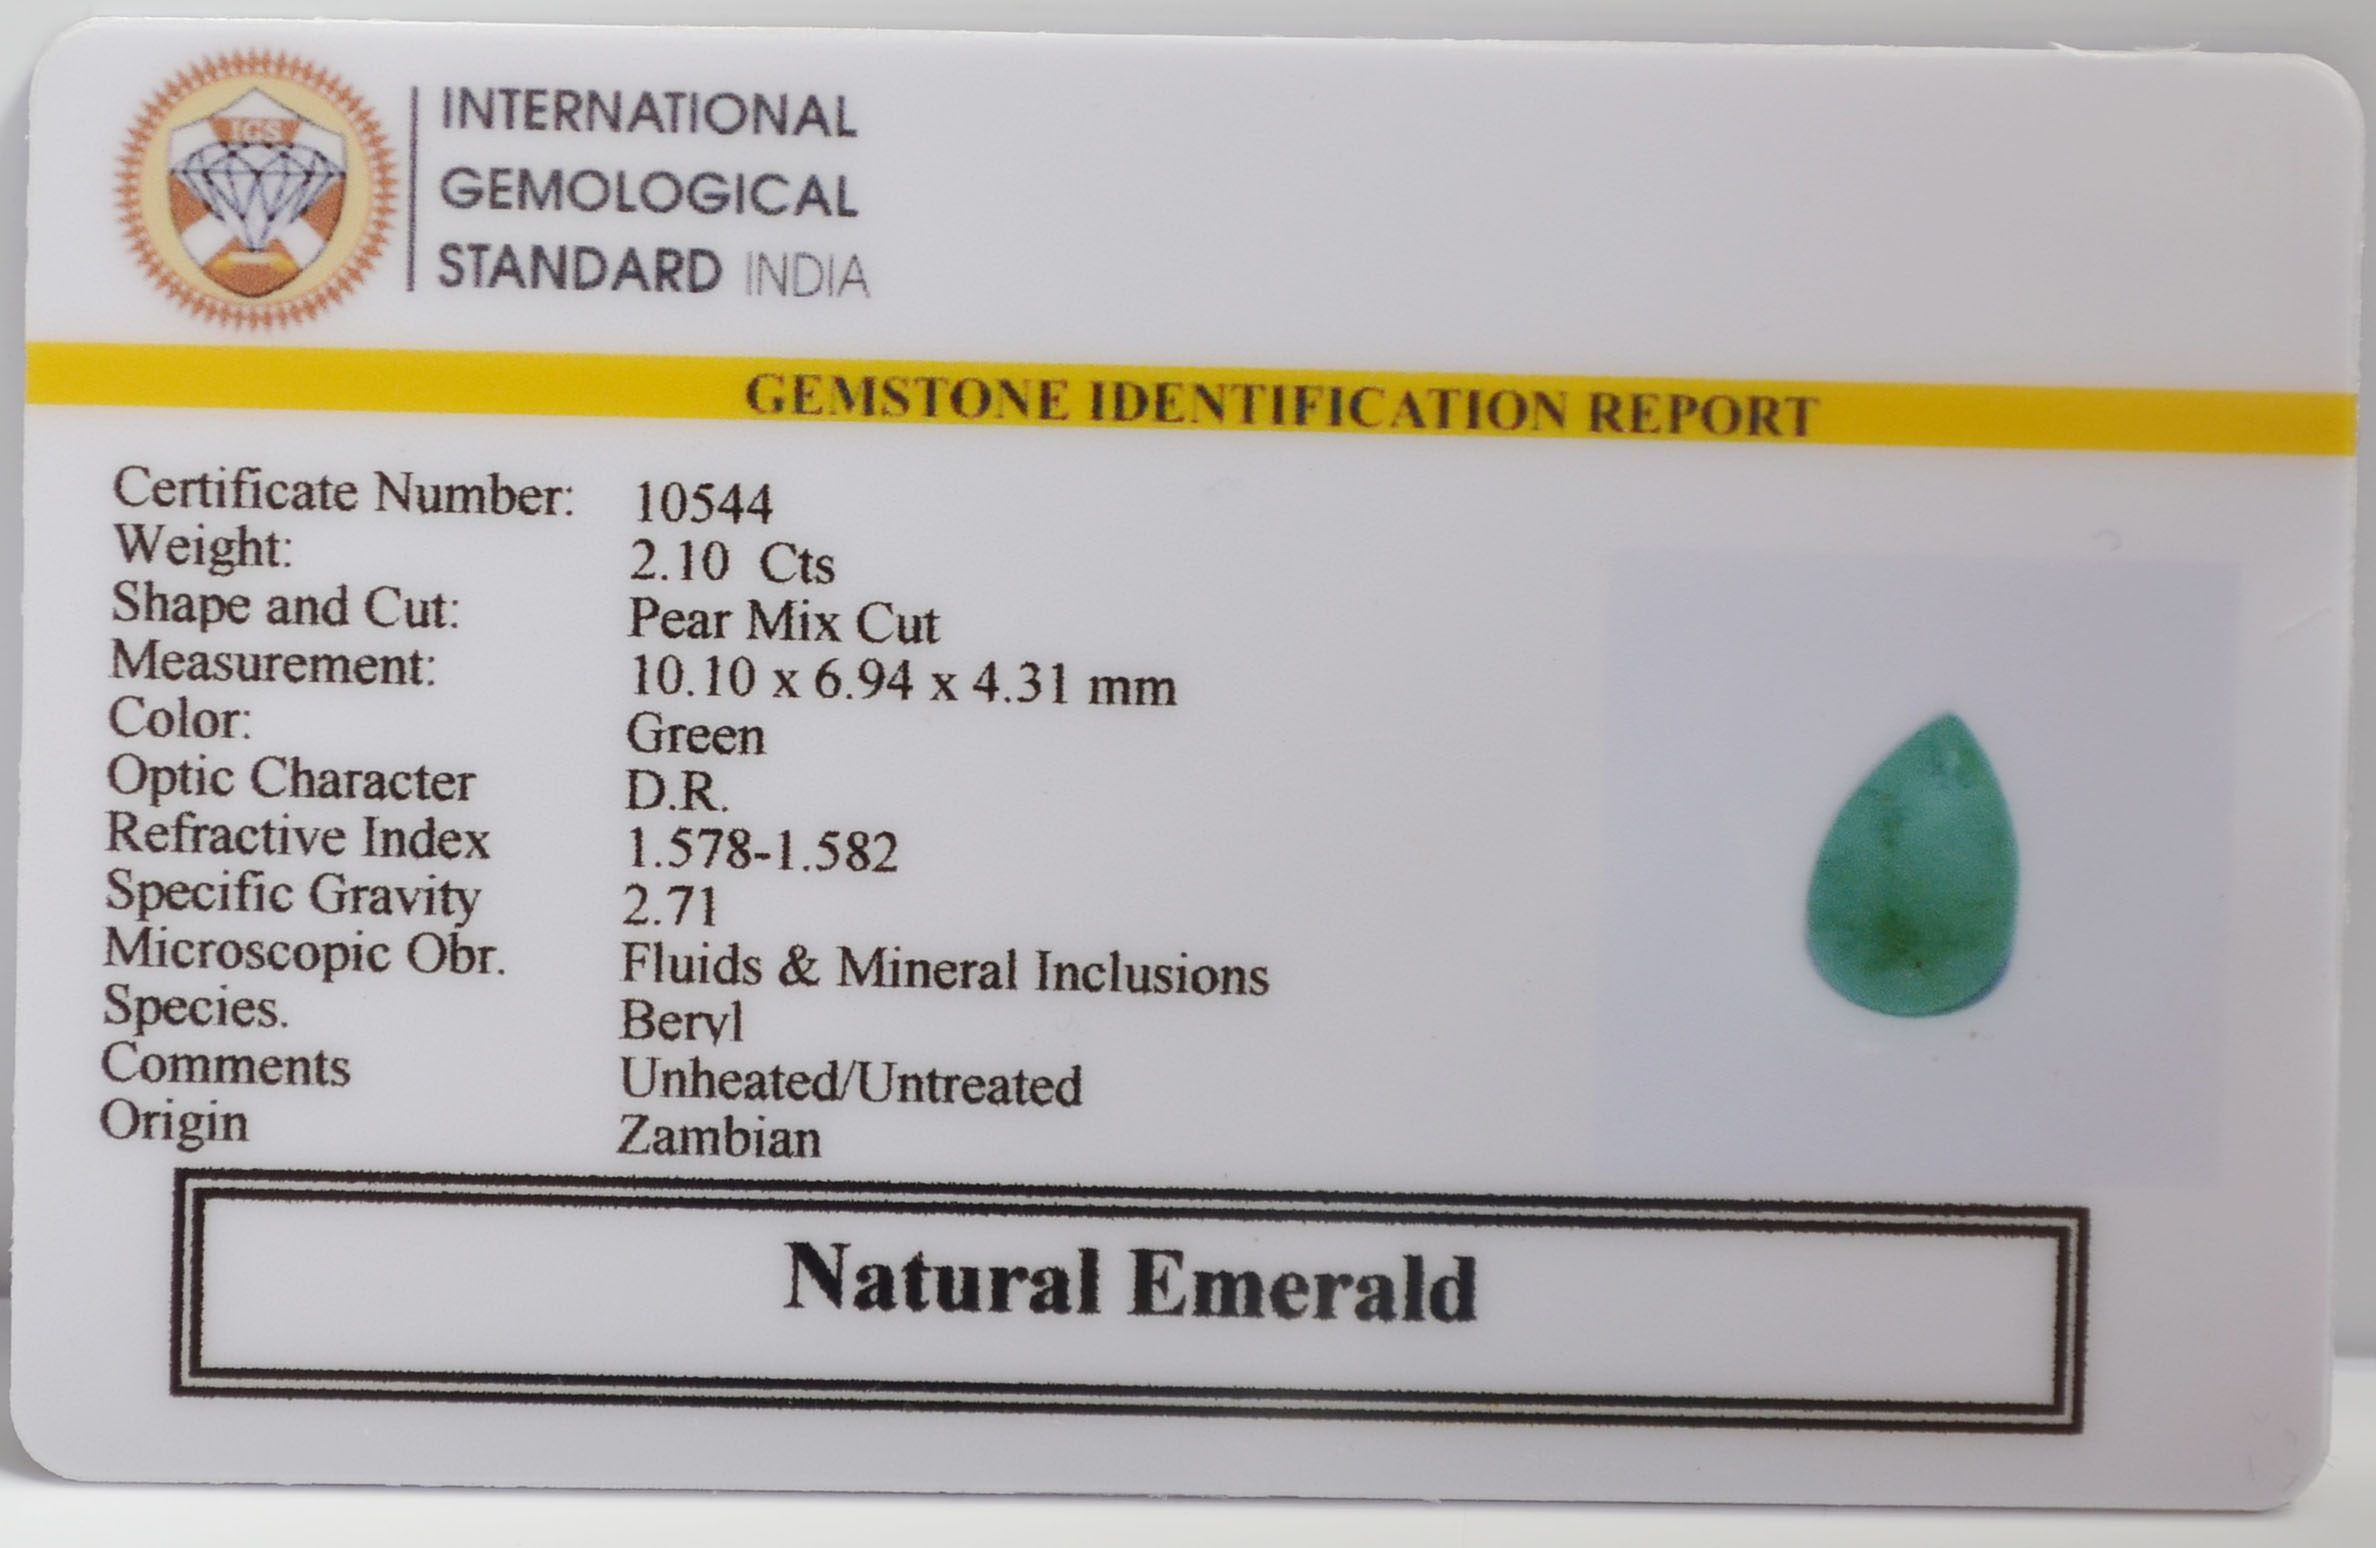 IGS
INTERNATIONAL
GEMOLOGICAL
STANDARD INDIA
GEMSTONE IDENTIFICATION REPORT
Certificate Number: 10544
Weight: 2.10 Cts
Shape and Cut: Pear Mix Cut
Measurement: 10.10 x 6.94 x 4.31 mm
Color: Green
Optic Character D.R.
Refractive Index 1.578-1.582
Specific Gravity 2.71
Microscopic Obr. Fluids & Mineral Inclusions
Species. Beryl
Comments Unheated/Untreated
Origin Zambian
Natural Emerald